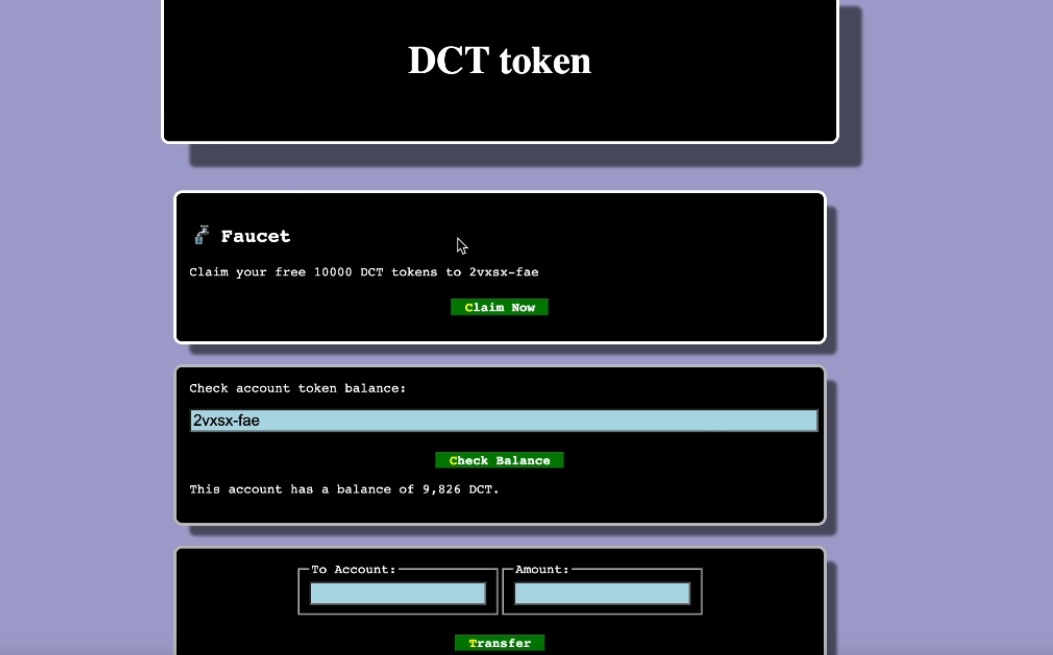 DCT token
Faucet
Claim your free 10000 DCT tokens to 2vxsx-fae
Claim Now
Check account token balance:
2vxsx-fae
Check Balance
This account has a balance of 9,826 DCT.
To Account: Amount:
Transfer